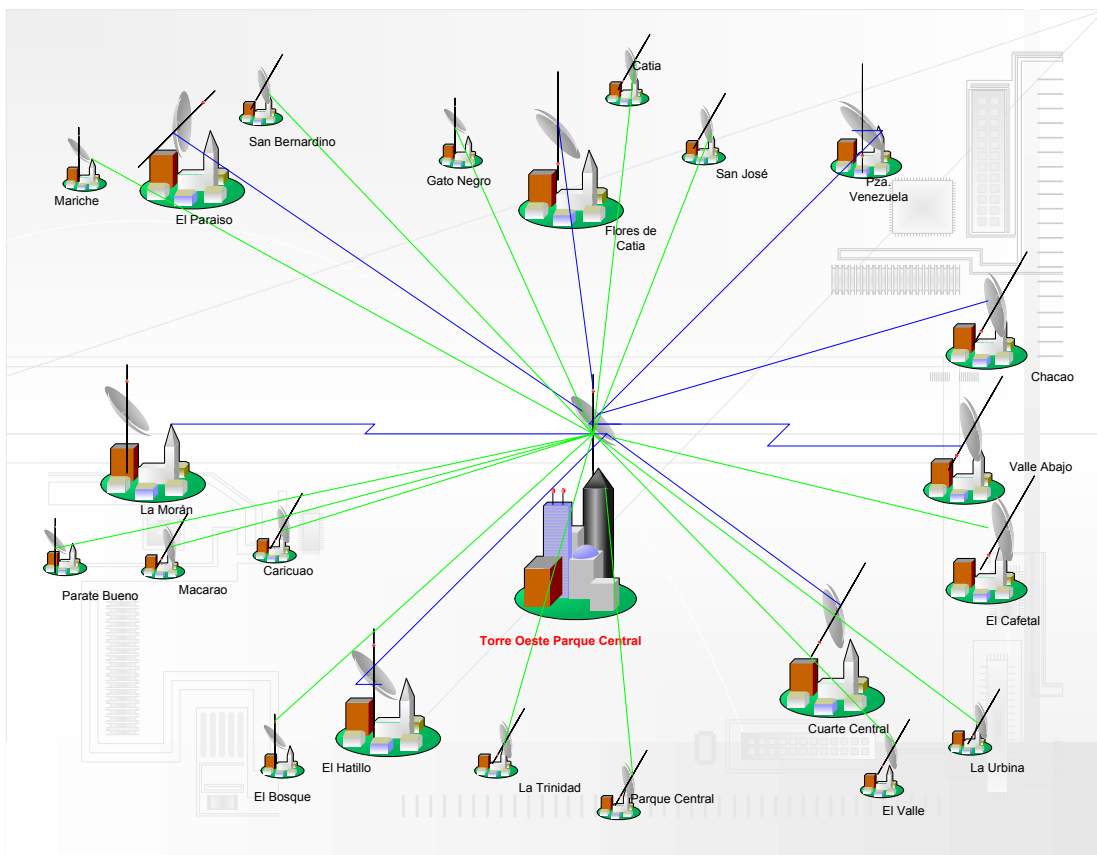 Catia
San Bernardino
Gato Negro
San José
Pza.
Venezuela
Mariche
El Paraiso
Flores de
Catia
Chacao
Valle Abajo
La Morán
Caricuao
Macarao
Parate Bueno
El Cafetal
Torre Oeste Parque Central
Cuarte Central
El Hatillo
La Urbina
La Trinidad
El Bosque
Parque Central
El Valle